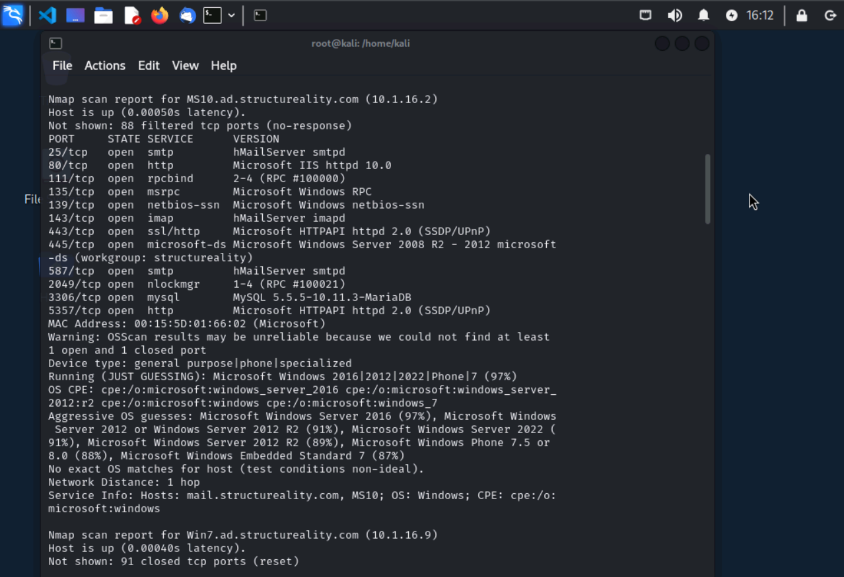 16:12
root@kali: /home/kali
File Actions Edit View Help
Nmap scan report for MS10.ad.structureality.com (10.1.16.2)
Host is up (0.00050s latency).
Not shown: 88 filtered tcp ports (no-response)
PORT STATE SERVICE VERSION
25/tcp open smtp hMailServer smtpd
80/tcp open http Microsoft IIS httpd 10.0
111/tcp open rpcbind 2-4 (RPC #100000)
135/tcp open msrpc Microsoft Windows RPC
139/tcp open netbios-ssn Microsoft Windows netbios-ssn
143/tcp open imap hMailServer imapd
443/tcp open ssl/http Microsoft HTTPAPI httpd 2.0 (SSDP/UPnP)
445/tcp open microsoft-ds Microsoft Windows Server 2008 R2 - 2012 microsoft
-ds (workgroup: structureality)
587/tcp open smtp hMailServer smtpd
2049/tcp open nlockmgr 1-4 (RPC #100021)
3306/tcp open mysql MySQL 5.5.5-10.11.3-MariaDB
5357/tcp open http Microsoft HTTPAPI httpd 2.0 (SSDP/UPnP)
MAC Address: 00:15:5D:01:66:02 (Microsoft)
Warning: OSScan results may be unreliable because we could not find at least
1 open and 1 closed port
Device type: general purpose|phone|specialized
Running (JUST GUESSING): Microsoft Windows 2016|2012|2022|Phone|7 (97%)
OS CPE: cpe:/o:microsoft:windows_server_2016 cpe:/o:microsoft:windows_server_
2012:r2 cpe:/o:microsoft:windows cpe:/o:microsoft:windows_7
Aggressive OS guesses: Microsoft Windows Server 2016 (97%), Microsoft Windows
Server 2012 or Windows Server 2012 R2 (91%), Microsoft Windows Server 2022 (
91%), Microsoft Windows Server 2012 R2 (89%), Microsoft Windows Phone 7.5 or
8.0 (88%), Microsoft Windows Embedded Standard 7 (87%)
No exact OS matches for host (test conditions non-ideal).
Network Distance: 1 hop
Service Info: Hosts: mail.structureality.com, MS10; OS: Windows; CPE: cpe:/o:
microsoft:windows
Nmap scan report for Win7.ad.structureality.com (10.1.16.9)
Host is up (0.00040s latency).
Not shown: 91 closed tcp ports (reset)